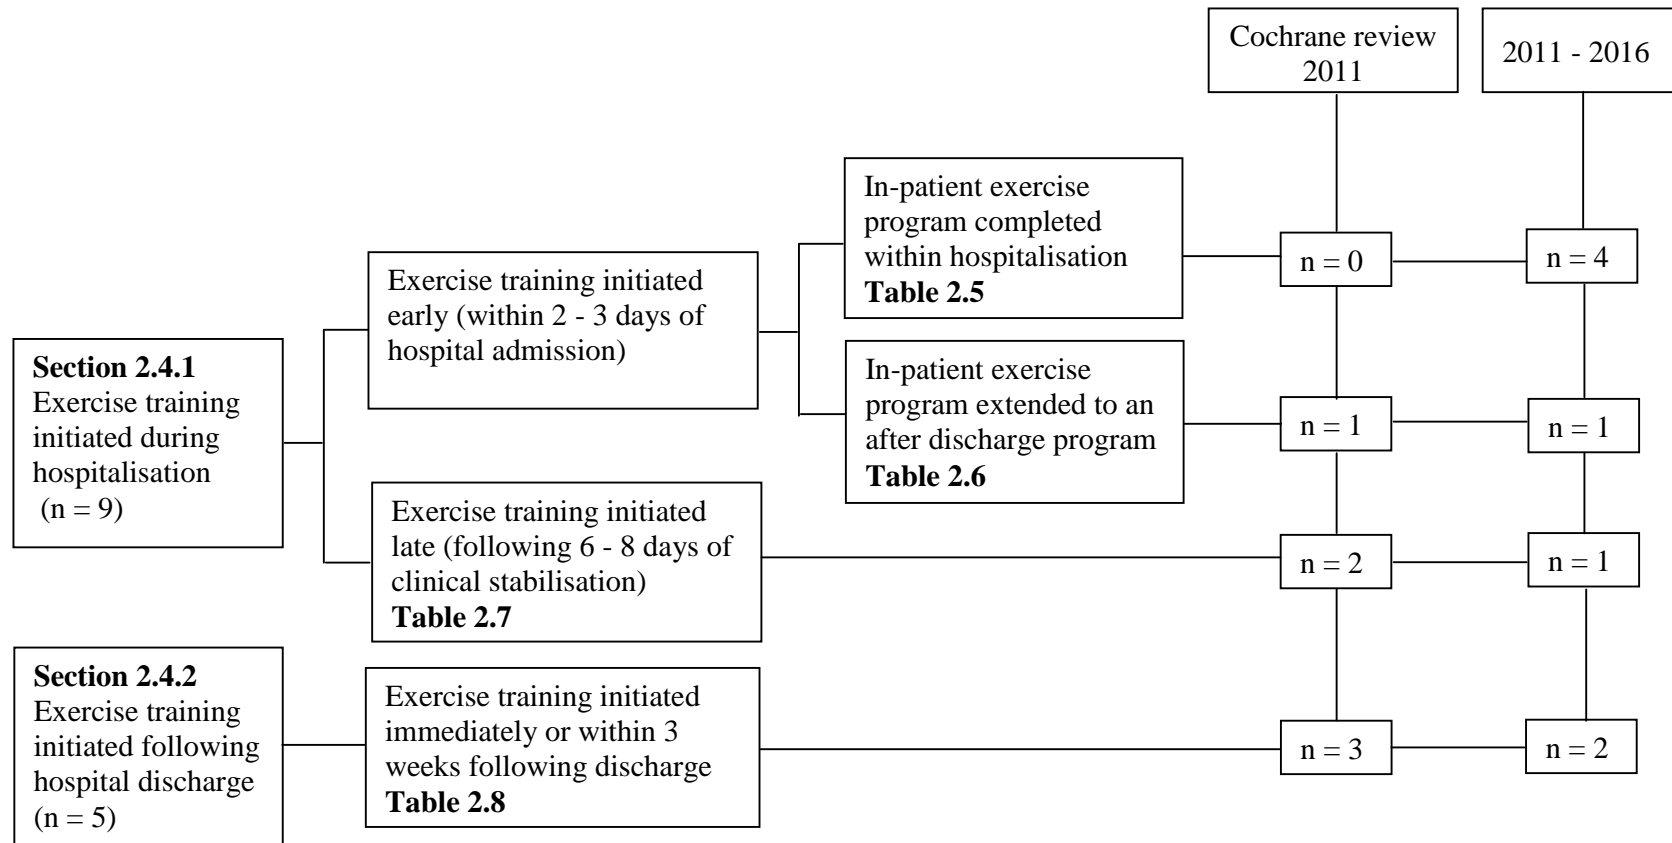 Cochrane review
2011
2011 - 2016
In-patient exercise
program completed
within hospitalisation
Table 2.5
n = 0
n = 4
Exercise training initiated
early (within 2 - 3 days of
hospital admission)
Section 2.4.1
Exercise training
initiated during
hospitalisation
(n = 9)
In-patient exercise
program extended to an
after discharge program
Table 2.6
n = 1
n = 1
Exercise training initiated
late (following 6 - 8 days of
clinical stabilisation)
Table 2.7
n = 2
n = 1
Section 2.4.2
Exercise training
initiated following
hospital discharge
(n = 5)
Exercise training initiated
immediately or within 3
weeks following discharge
Table 2.8
n = 3
n = 2